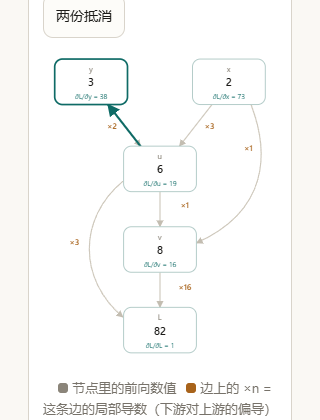 两份抵消
y
3
∂L/∂y = 38
x
2
∂L/∂x = 73
×2
×3
×1
u
6
∂L/∂u = 19
×1
v
8
∂L/∂v = 16
×3
×16
L
82
∂L/∂L = 1
节点里的前向数值 边上的 ×n =
这条边的局部导数（下游对上游的偏导）